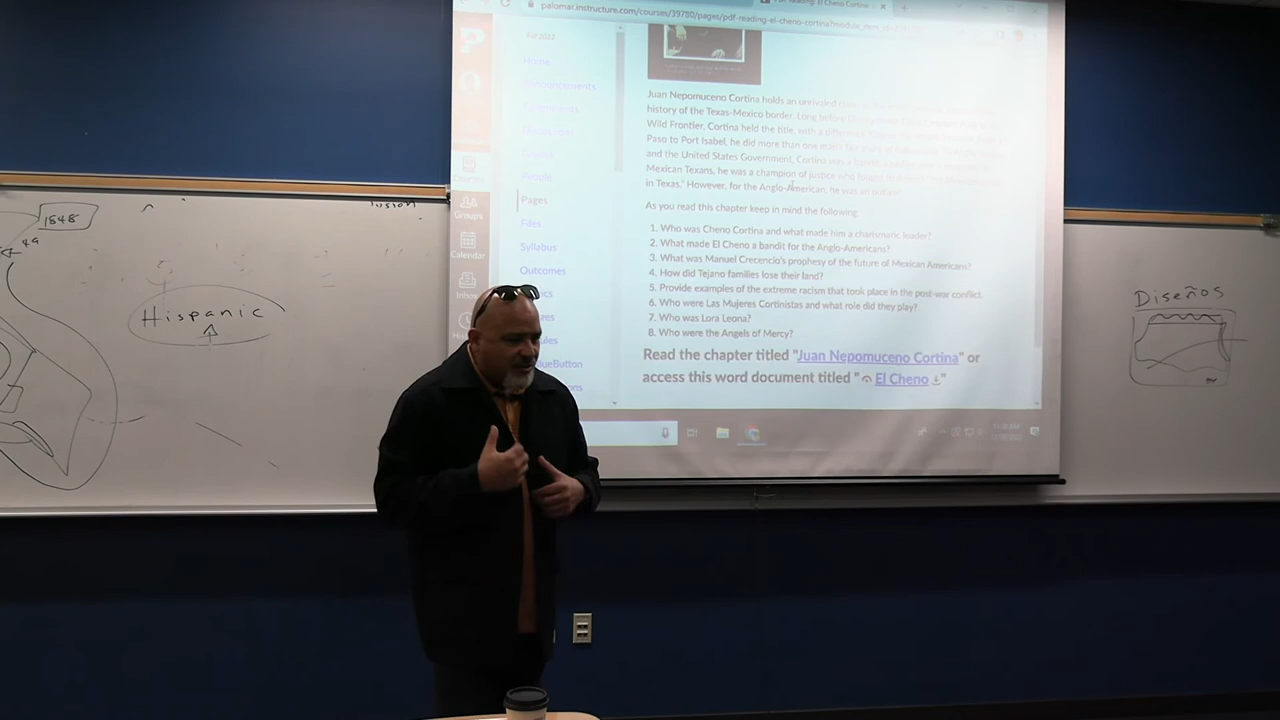 palomar.instructure.com/courses/39780/pages/pdf-reading-el-cheno-cortina?module_item_id
Fall 2022
Home
Announcements
People
Pages
Files
Syllabus
Outcomes
Courses
Groups
Calendar
Inbox
Juan Nepomuceno Cortina holds an unrivaled
history of the Texas-Mexico border. Long before
Wild Frontier, Cortina held the title, with a
Paso to Port Isabel, he did more than one man's
and the United States Government, Cortina was a bandit
Mexican Texans, he was a champion of justice who
in Texas." However, for the Anglo-American, he was an outlaw
As you read this chapter keep in mind the following
1. Who was Cheno Cortina and what made him a charismatic leader?
2. What made El Cheno a bandit for the Anglo-Americans?
3. What was Manuel Crecencio's prophesy of the future of Mexican Americans?
4. How did Tejano families lose their land?
5. Provide examples of the extreme racism that took place in the post-war conflict.
6. Who were Las Mujeres Cortinistas and what role did they play?
7. Who was Lora Leona?
8. Who were the Angels of Mercy?
Read the chapter titled "Juan Nepomuceno Cortina" or
access this word document titled " El Cheno "
1848
49
Hispanic
Diseños